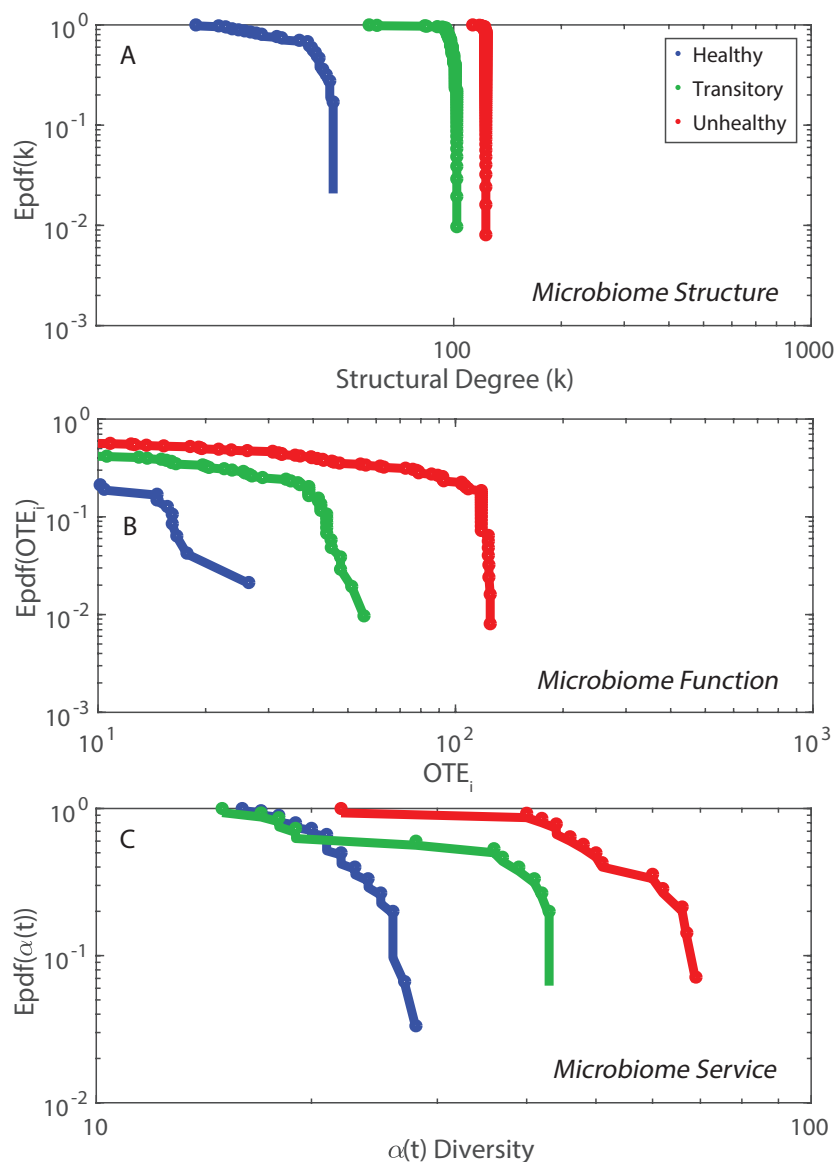 A
Healthy
Transitory
Unhealthy
10⁰
10⁻¹
10⁻²
10⁻³
Epdf(k)
Microbiome Structure
100
1000
Structural Degree (k)
10⁰
10⁻¹
10⁻²
10⁻³
Epdf(OTEᵢ)
B
Microbiome Function
10¹
10²
10³
OTEᵢ
10⁰
10⁻¹
10⁻²
Epdf(α(t))
C
Microbiome Service
10
100
α(t) Diversity